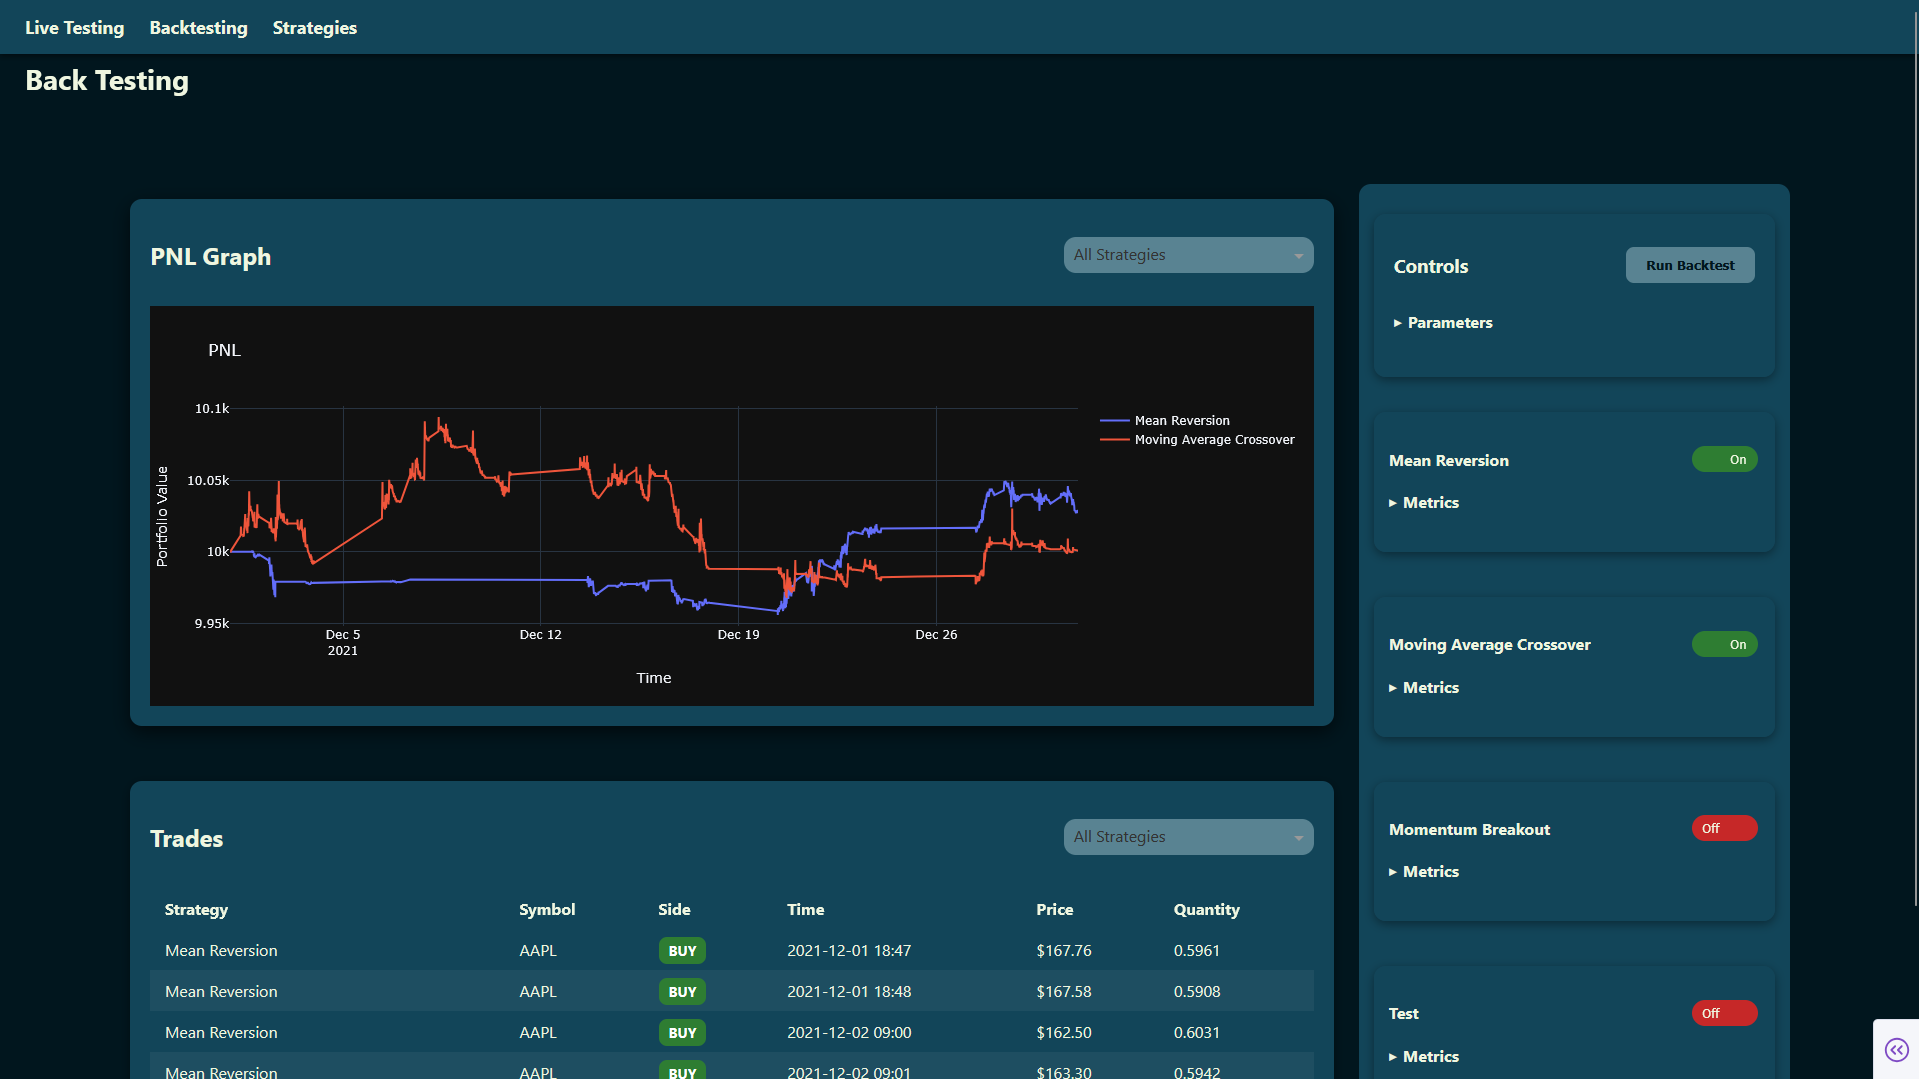 Live Testing Backtesting Strategies
Back Testing
PNL Graph
All Strategies
PNL
10.1k
10.05k
10k
9.95k
Portfolio Value
Dec 5
2021
Dec 12
Dec 19
Dec 26
Time
Mean Reversion
Moving Average Crossover
Trades
All Strategies
Strategy Symbol Side Time Price Quantity
Mean Reversion AAPL BUY 2021-12-01 18:47 $167.76 0.5961
Mean Reversion AAPL BUY 2021-12-01 18:48 $167.58 0.5908
Mean Reversion AAPL BUY 2021-12-02 09:00 $162.50 0.6031
Mean Reversion AAPL BUY 2021-12-02 09:01 $163.30 0.5942
Controls
Run Backtest
Parameters
Mean Reversion On
Metrics
Moving Average Crossover On
Metrics
Momentum Breakout Off
Metrics
Test Off
Metrics